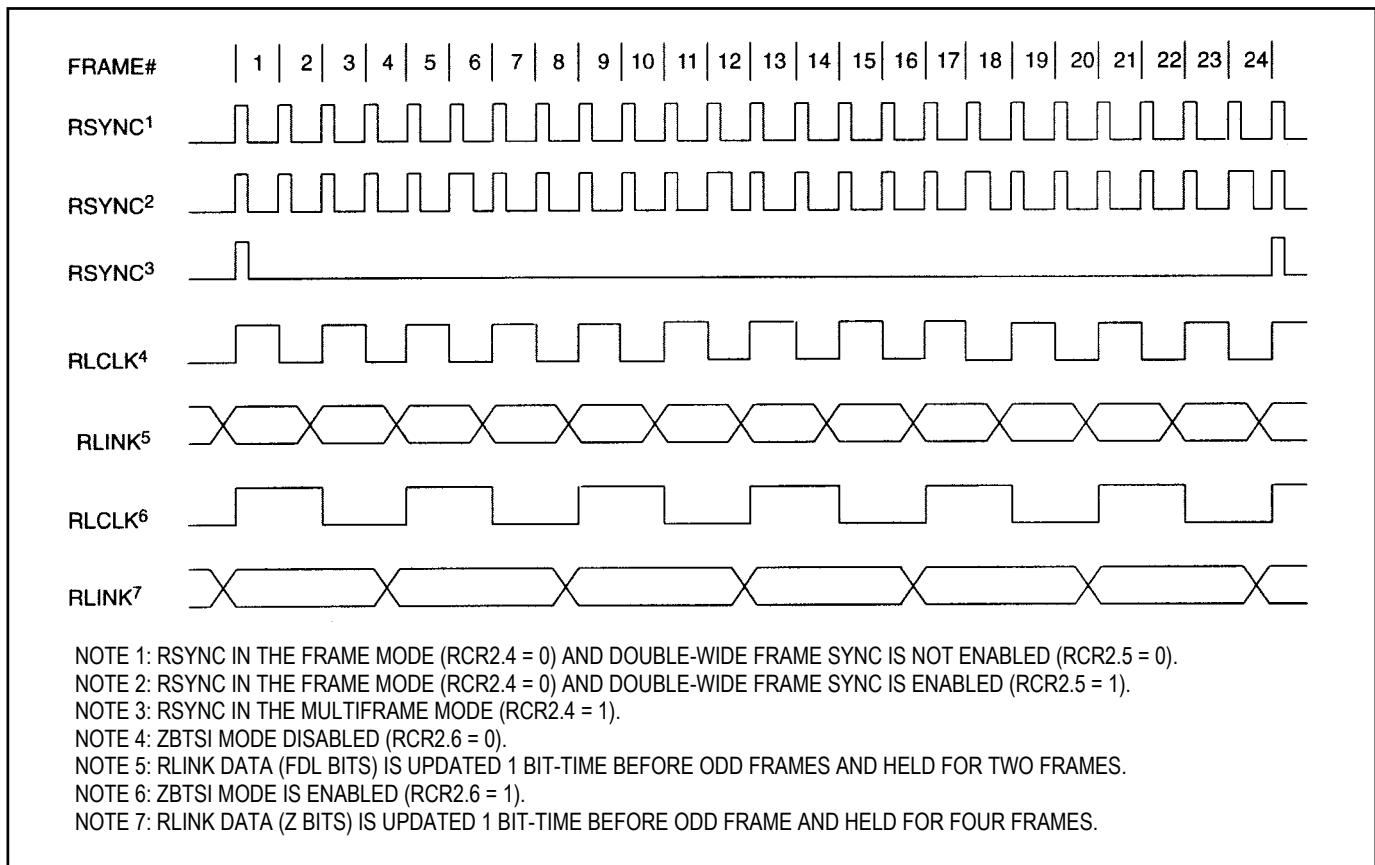 FRAME# 1 2 3 4 5 6 7 8 9 10 11 12 13 14 15 16 17 18 19 20 21 22 23 24
RSYNC¹
RSYNC²
RSYNC³
RLCLK⁴
RLINK⁵
RLCLK⁶
RLINK⁷
NOTE 1: RSYNC IN THE FRAME MODE (RCR2.4 = 0) AND DOUBLE-WIDE FRAME SYNC IS NOT ENABLED (RCR2.5 = 0).
NOTE 2: RSYNC IN THE FRAME MODE (RCR2.4 = 0) AND DOUBLE-WIDE FRAME SYNC IS ENABLED (RCR2.5 = 1).
NOTE 3: RSYNC IN THE MULTIFRAME MODE (RCR2.4 = 1).
NOTE 4: ZBTSI MODE DISABLED (RCR2.6 = 0).
NOTE 5: RLINK DATA (FDL BITS) IS UPDATED 1 BIT-TIME BEFORE ODD FRAMES AND HELD FOR TWO FRAMES.
NOTE 6: ZBTSI MODE IS ENABLED (RCR2.6 = 1).
NOTE 7: RLINK DATA (Z BITS) IS UPDATED 1 BIT-TIME BEFORE ODD FRAME AND HELD FOR FOUR FRAMES.